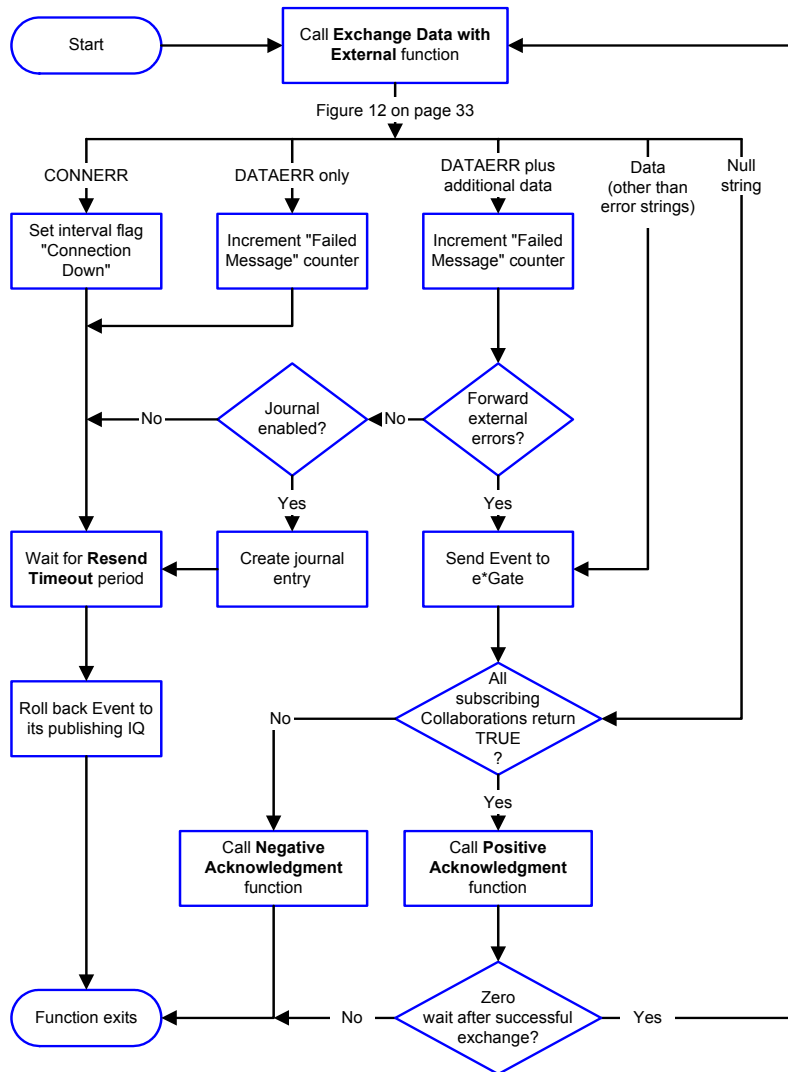 Start
Call Exchange Data with
External function
Figure 12 on page 33
CONNERR
DATAERR only
DATAERR plus
additional data
Data
(other than
error strings)
Null
string
Set interval flag
"Connection
Down"
Increment "Failed
Message" counter
Increment "Failed
Message" counter
No
Journal
enabled?
No
Forward
external
errors?
Yes
Yes
Wait for Resend
Timeout period
Create journal
entry
Send Event to
e*Gate
Roll back Event to
its publishing IQ
No
All
subscribing
Collaborations return
TRUE
?
Yes
Call Negative
Acknowledgment
function
Call Positive
Acknowledgment
function
Function exits
No
Zero
wait after successful
exchange?
Yes